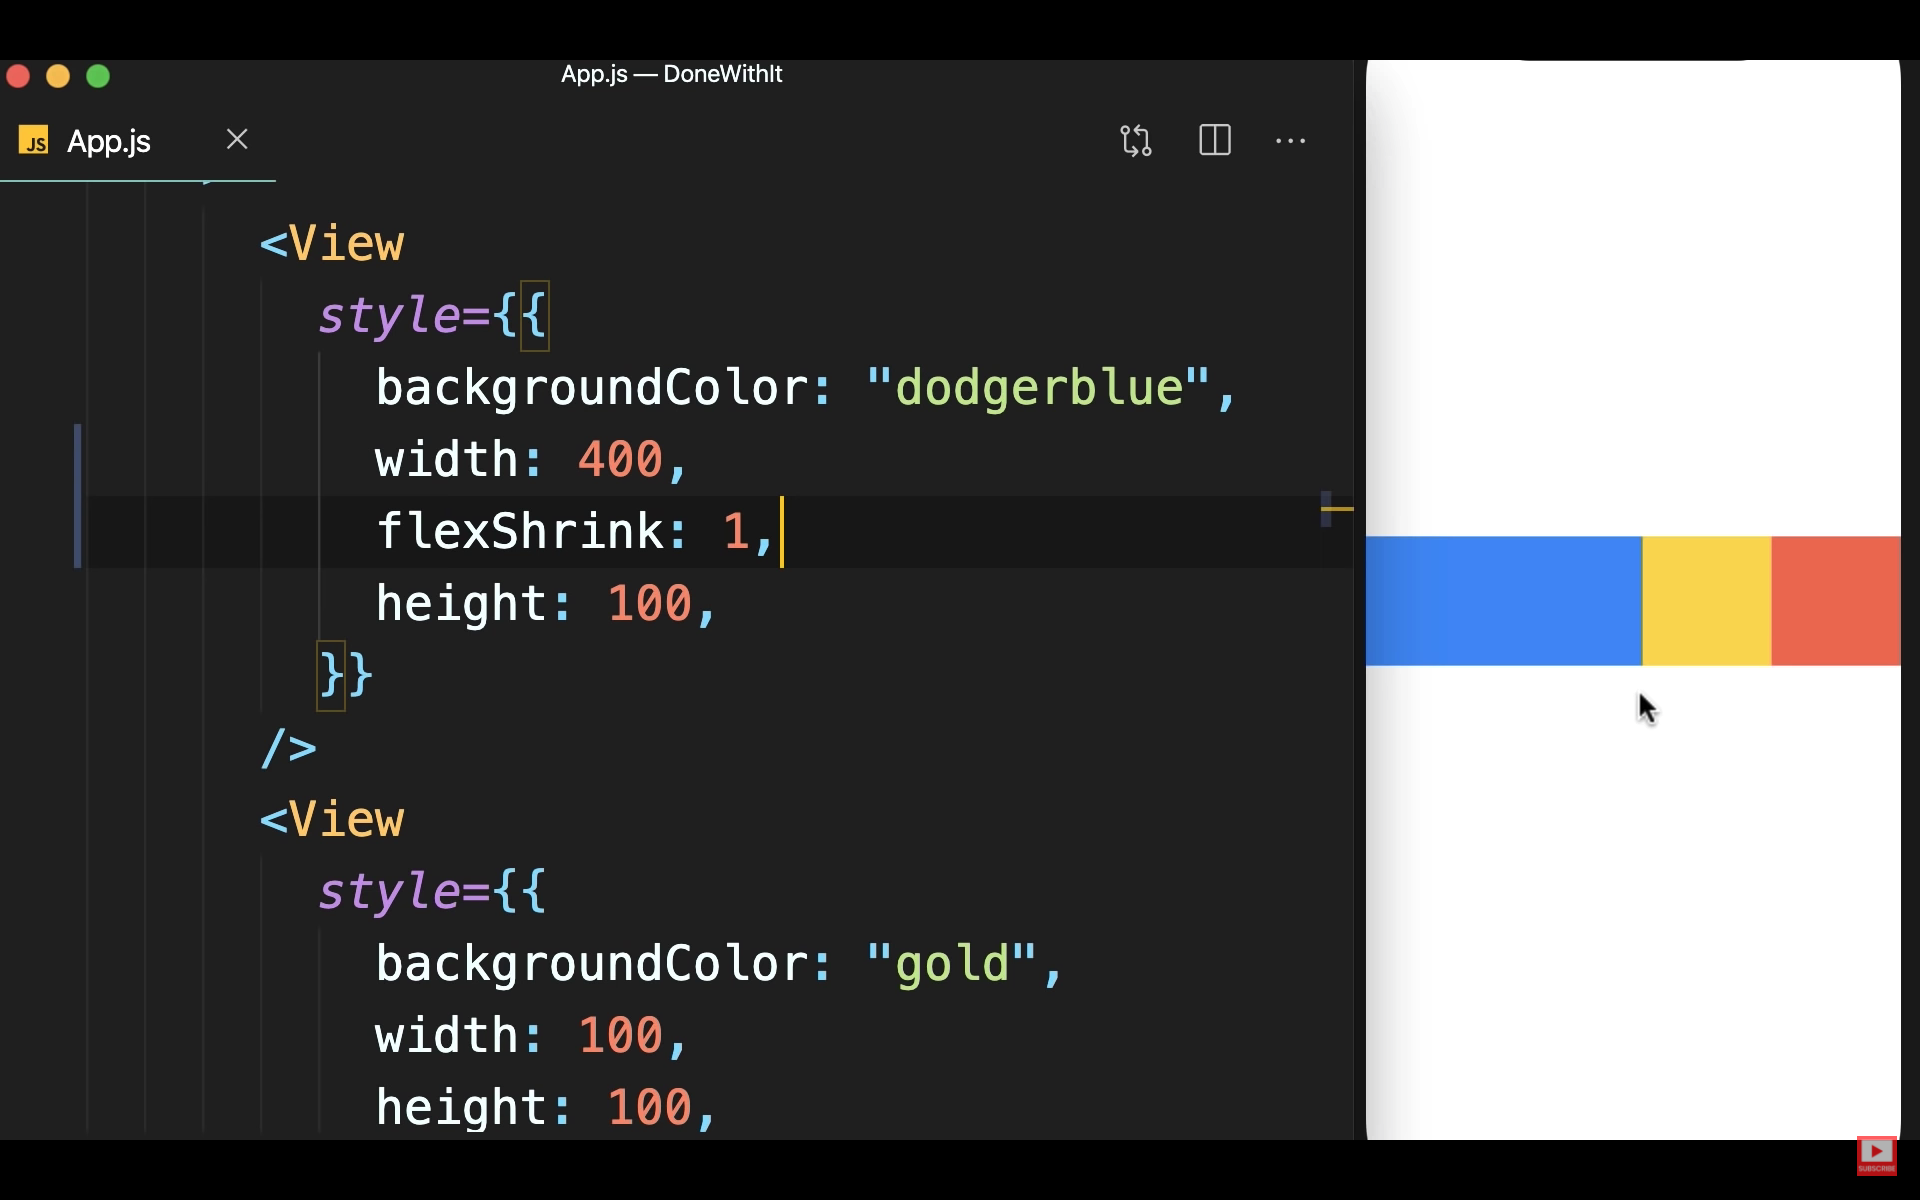 App.js — DoneWithIt
JS App.js
<View
style={{
backgroundColor: "dodgerblue",
width: 400,
flexShrink: 1,
height: 100,
}}
/>
<View
style={{
backgroundColor: "gold",
width: 100,
height: 100,
SUBSCRIBE